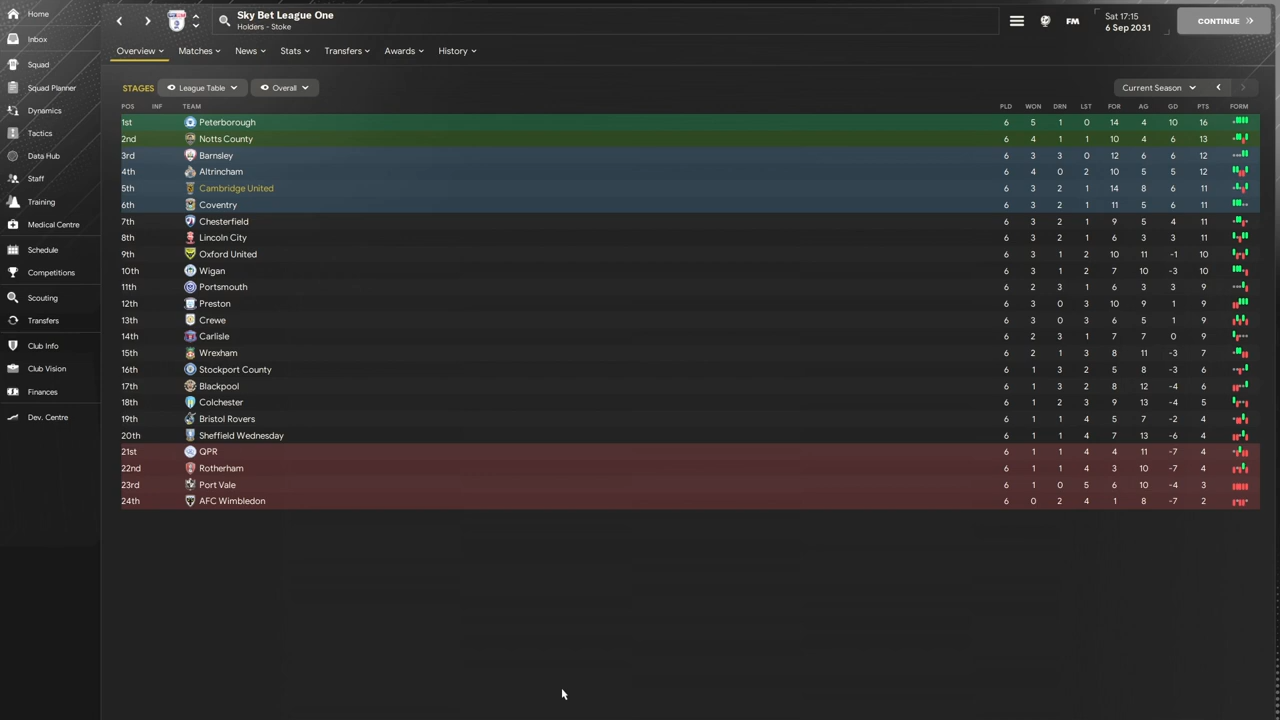 Home
Inbox
Squad
Squad Planner
Dynamics
Tactics
Data Hub
Staff
Training
Medical Centre
Schedule
Competitions
Scouting
Transfers
Club Info
Club Vision
Finances
Dev. Centre
Sky Bet League One
Holders - Stoke
FM
Sat 17:15
6 Sep 2031
CONTINUE
Overview Matches News Stats Transfers Awards History
STAGES League Table Overall Current Season
POS INF TEAM PLD WON DRN LST FOR AG GD PTS FORM
1st Peterborough 6 5 1 0 14 4 10 16
2nd Notts County 6 4 1 1 10 4 6 13
3rd Barnsley 6 3 3 0 12 6 6 12
4th Altrincham 6 4 0 2 10 5 5 12
5th Cambridge United 6 3 2 1 14 8 6 11
6th Coventry 6 3 2 1 11 5 6 11
7th Chesterfield 6 3 2 1 9 5 4 11
8th Lincoln City 6 3 2 1 6 3 3 11
9th Oxford United 6 3 1 2 10 11 -1 10
10th Wigan 6 3 1 2 7 10 -3 10
11th Portsmouth 6 2 3 1 6 3 3 9
12th Preston 6 3 0 3 10 9 1 9
13th Crewe 6 3 0 3 6 5 1 9
14th Carlisle 6 2 3 1 7 7 0 9
15th Wrexham 6 2 1 3 8 11 -3 7
16th Stockport County 6 1 3 2 5 8 -3 6
17th Blackpool 6 1 3 2 8 12 -4 6
18th Colchester 6 1 2 3 9 13 -4 5
19th Bristol Rovers 6 1 1 4 5 7 -2 4
20th Sheffield Wednesday 6 1 1 4 7 13 -6 4
21st QPR 6 1 1 4 4 11 -7 4
22nd Rotherham 6 1 1 4 3 10 -7 4
23rd Port Vale 6 1 0 5 6 10 -4 3
24th AFC Wimbledon 6 0 2 4 1 8 -7 2